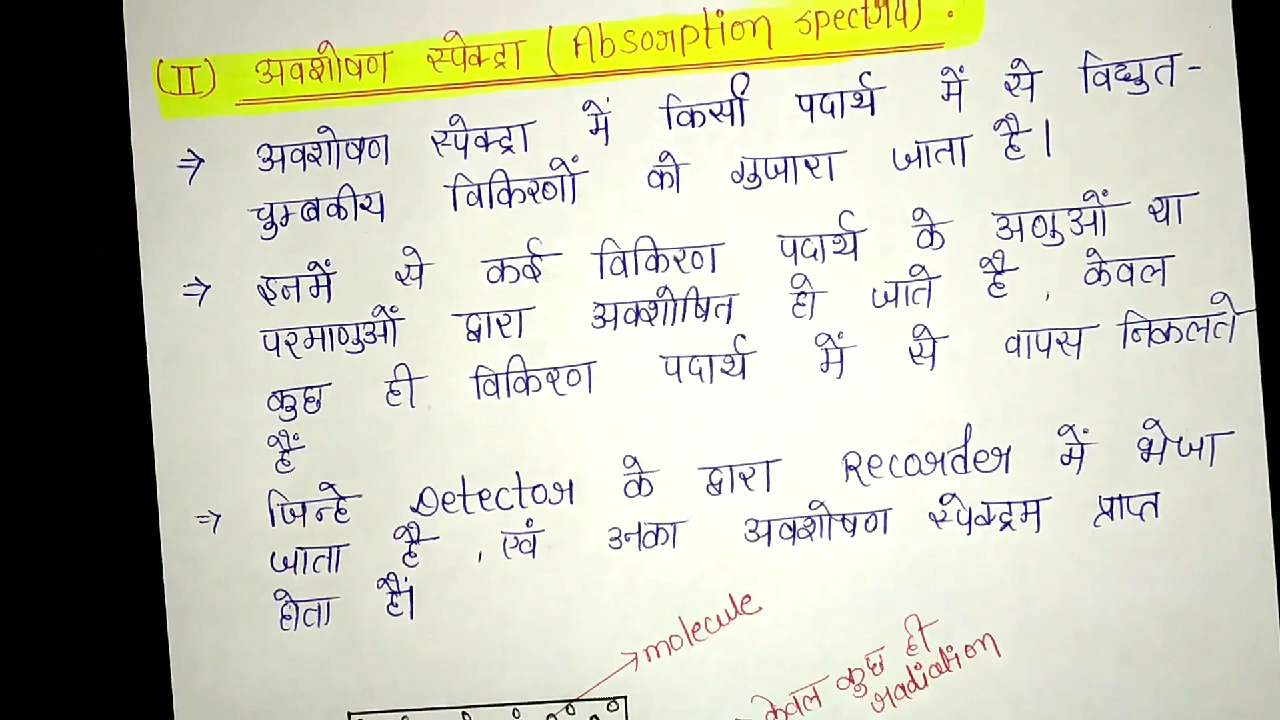 (II) अवशोषण स्पेक्ट्रा (Absorption spectra).
⇒ अवशोषण स्पेक्ट्रा में किसी पदार्थ में से विद्युत-
चुम्बकीय विकिरणों को गुजारा जाता है।
⇒ इनमें से कई विकिरण पदार्थ के अणुओं या
परमाणुओं द्वारा अवशोषित हो जाते है, केवल
कुछ ही विकिरण पदार्थ में से वापस निकलते
हैं
⇒ जिन्हे Detector के द्वारा Recorder में भेजा
जाता है, एवं उनका अवशोषण स्पेक्ट्रम प्राप्त
होता हैं।
molecule
केवल कुछ ही
radiation